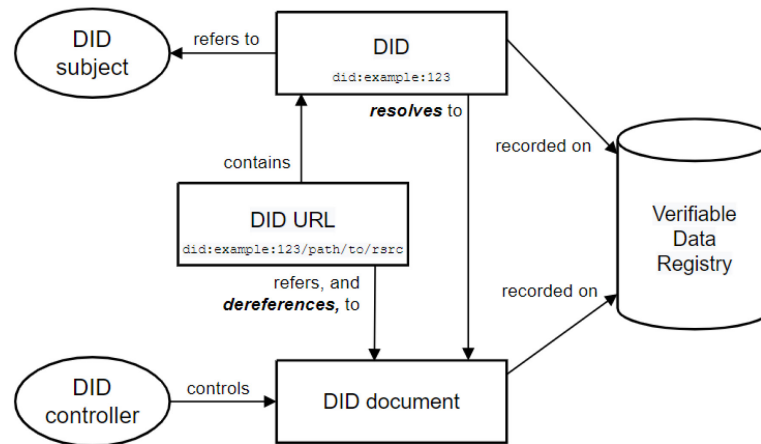 DID
subject
refers to
DID
did:example:123
resolves to
recorded on
contains
DID URL
did:example:123/path/to/rsrc
Verifiable
Data
Registry
refers, and
dereferences, to
recorded on
DID
controller
controls
DID document